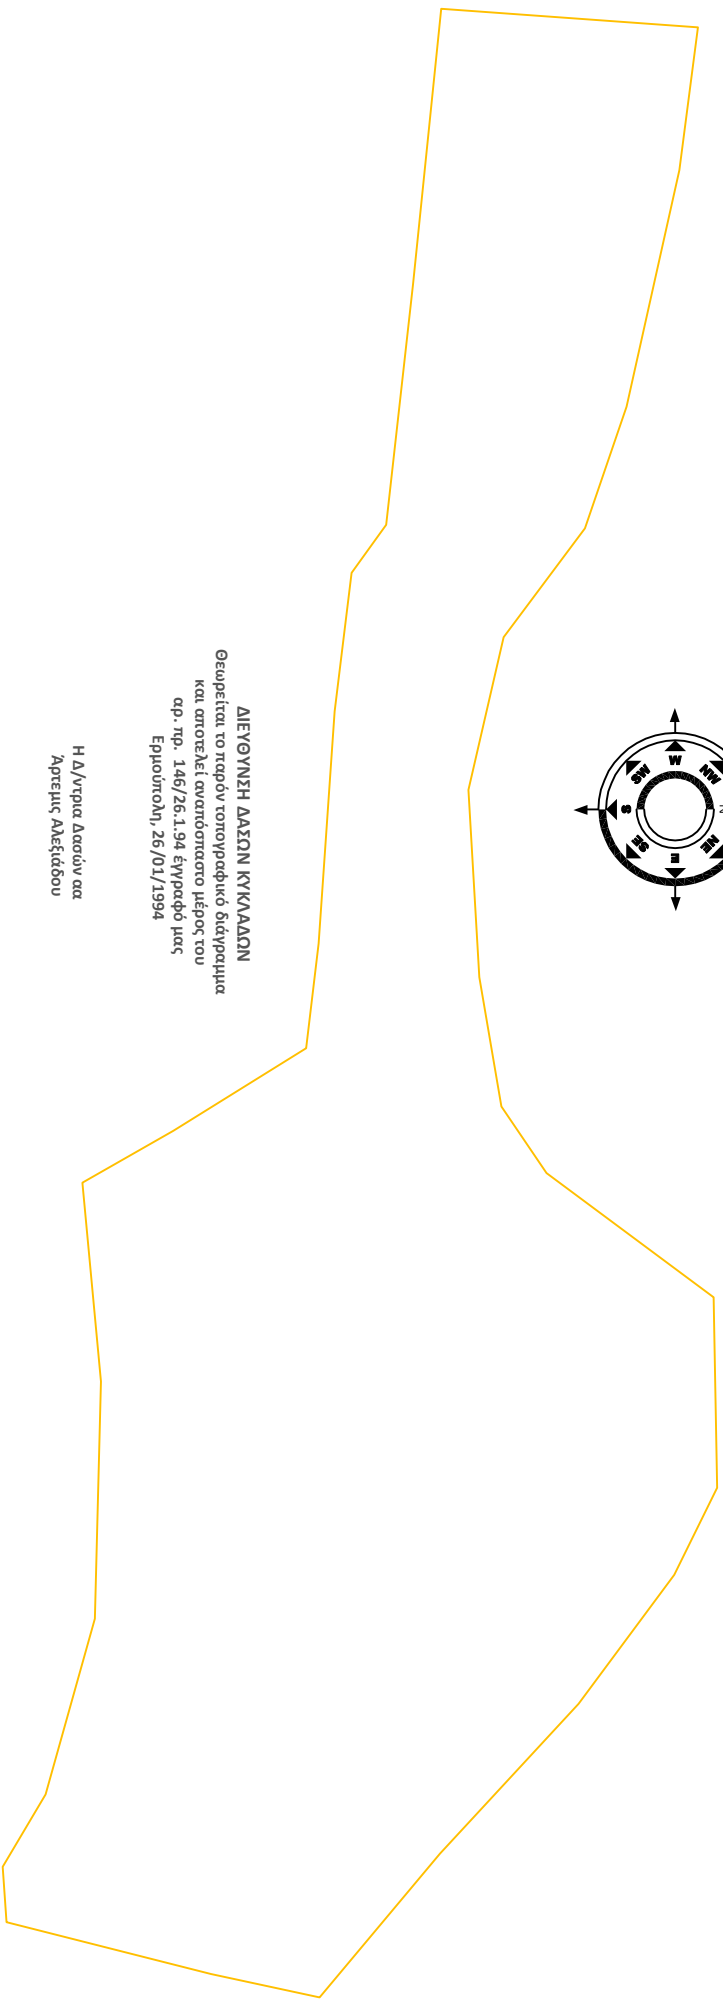 ΔΙΕΥΘΥΝΣΗ ΔΑΣΩΝ ΚΥΚΛΑΔΩΝ
Θεωρείται το παρόν τοπογραφικό διάγραμμα
και αποτελεί αναπόσπαστο μέρος του
αρ. πρ. 146/26.1.94 έγγραφό μας
Ερμούπολη, 26/01/1994
Η Δ/ντρια Δασών αα
Άρτεμις Αλεξιάδου
N
NW
W
SW
S
SE
E
NE